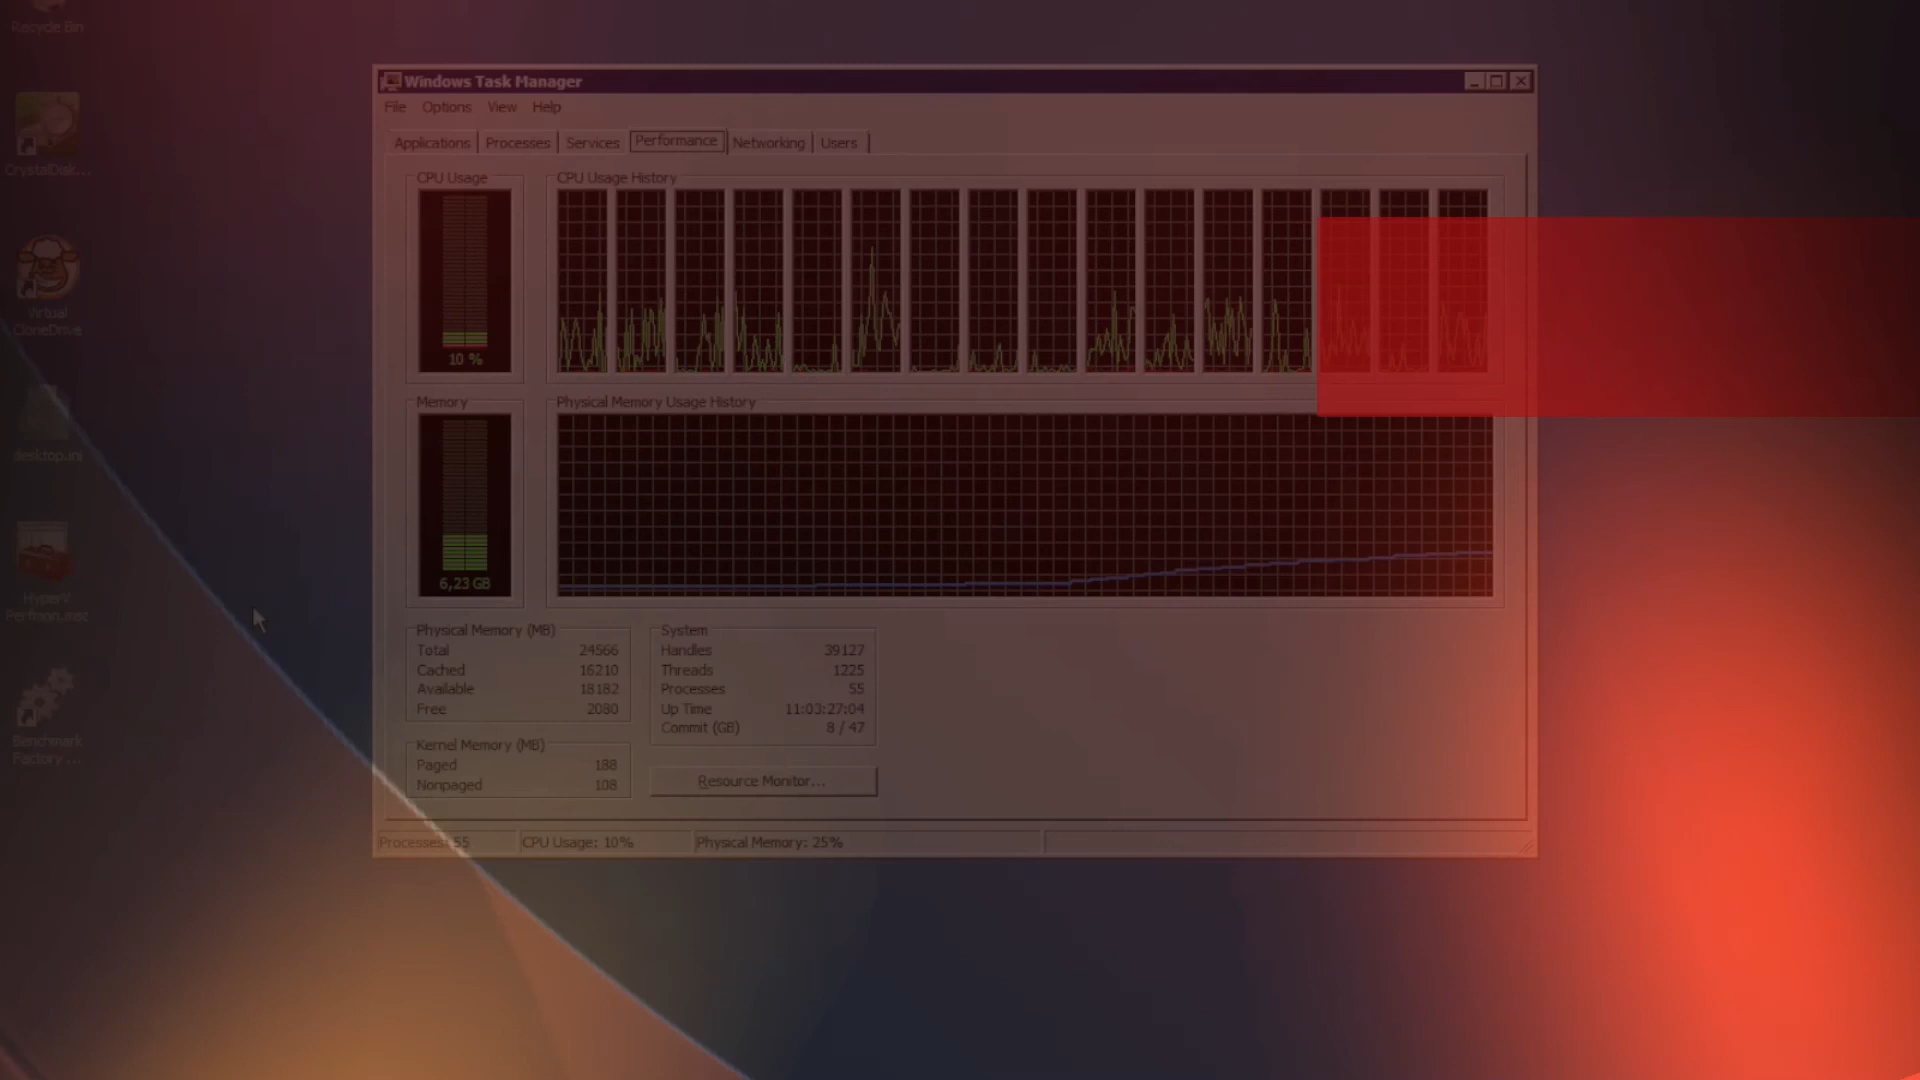 Recycle Bin
CrystalDisk...
Virtual
CloneDrive
desktop.ini
HyperV
Perfmon.msc
Benchmark
Factory ...
Windows Task Manager
File Options View Help
Applications Processes Services Performance Networking Users
CPU Usage CPU Usage History
10 %
Memory Physical Memory Usage History
6,23 GB
Physical Memory (MB)
Total 24566
Cached 16210
Available 18182
Free 2080
Kernel Memory (MB)
Paged 188
Nonpaged 108
System
Handles 39127
Threads 1225
Processes 55
Up Time 11:03:27:04
Commit (GB) 8 / 47
Resource Monitor...
Processes: 55 CPU Usage: 10% Physical Memory: 25%